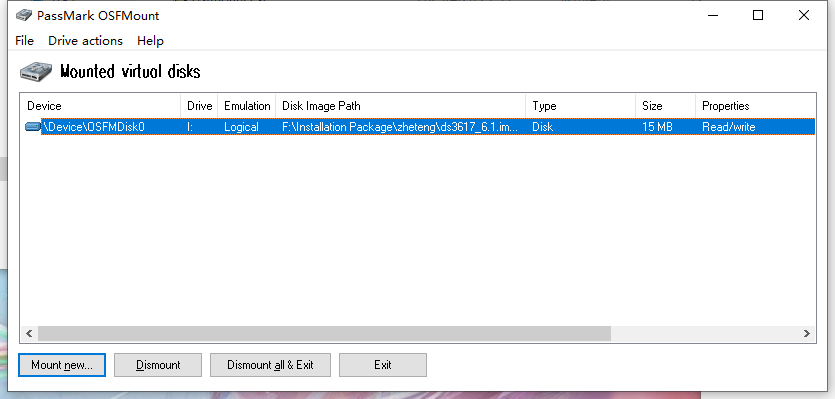 PassMark OSFMount
File Drive actions Help
Mounted virtual disks
Device Drive Emulation Disk Image Path Type Size Properties
\Device\OSFMDisk0 I: Logical F:\Installation Package\zheteng\ds3617_6.1.im... Disk 15 MB Read/write
Mount new... Dismount Dismount all & Exit Exit